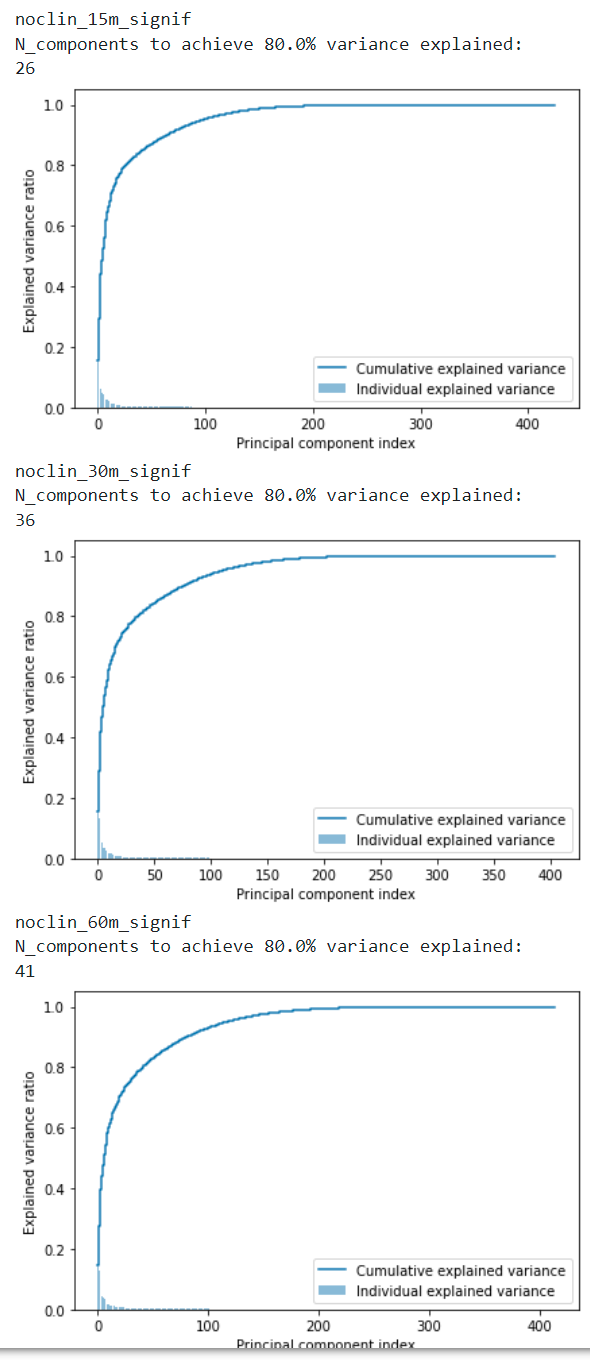 noclin_15m_signif
N_components to achieve 80.0% variance explained:
26
1.0
0.8
0.6
0.4
0.2
0.0
Explained variance ratio
Cumulative explained variance
Individual explained variance
0 100 200 300 400
Principal component index
noclin_30m_signif
N_components to achieve 80.0% variance explained:
36
1.0
0.8
0.6
0.4
0.2
0.0
Explained variance ratio
Cumulative explained variance
Individual explained variance
0 50 100 150 200 250 300 350 400
Principal component index
noclin_60m_signif
N_components to achieve 80.0% variance explained:
41
1.0
0.8
0.6
0.4
0.2
0.0
Explained variance ratio
Cumulative explained variance
Individual explained variance
0 100 200 300 400
Principal component index